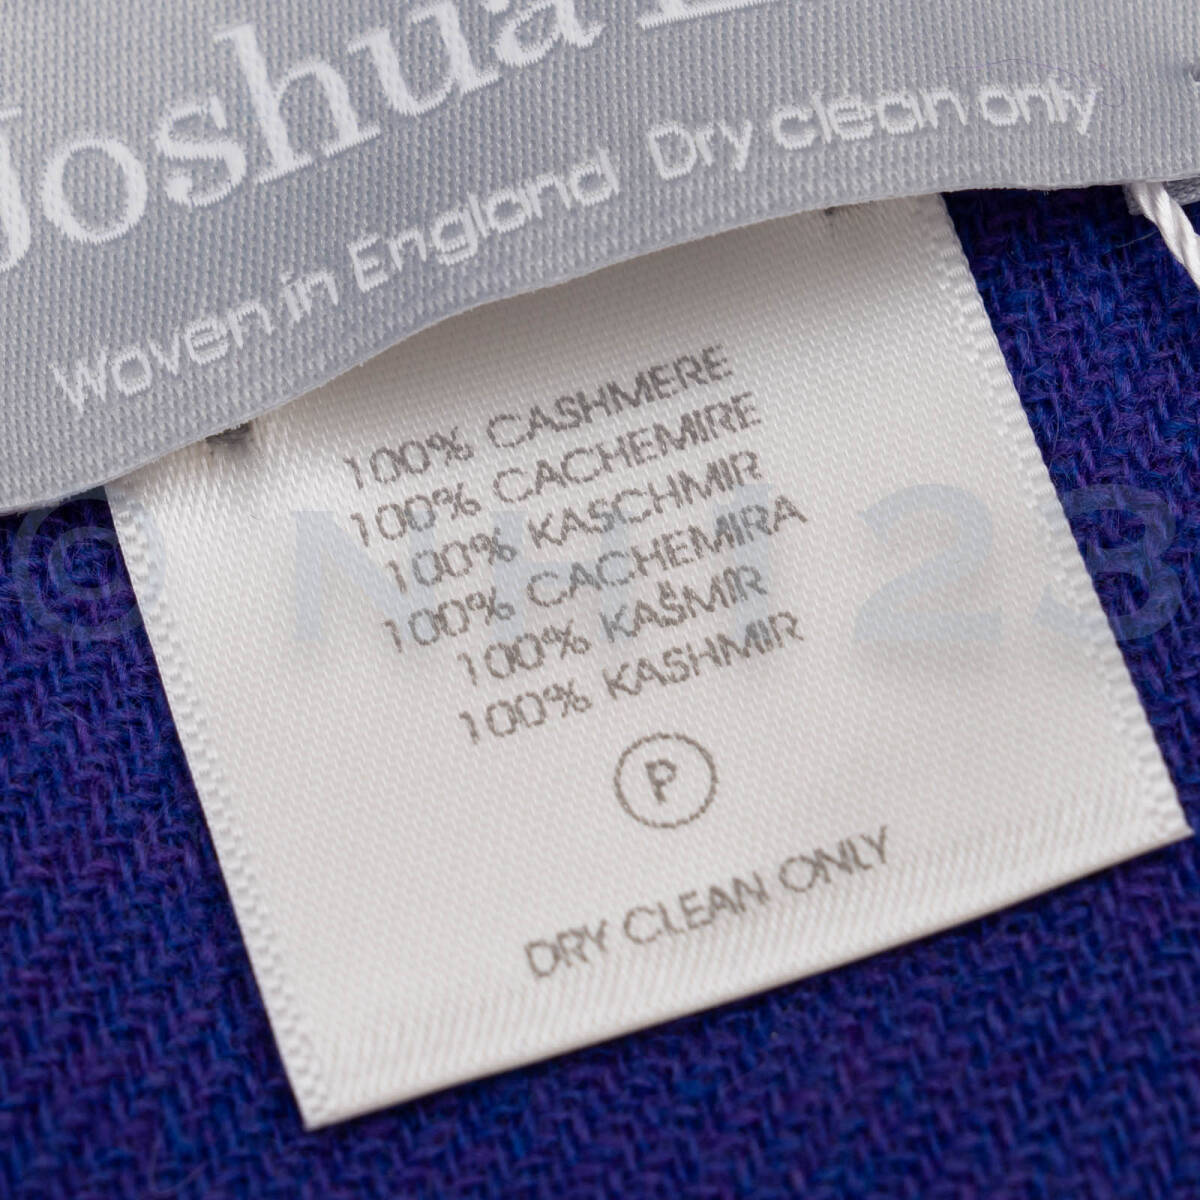 Joshua
Woven in England Dry clean only
100% CASHMERE
100% CACHEMIRE
100% KASCHMIR
100% CACHEMIRA
100% KAŠMIR
100% KASHMIR
P
DRY CLEAN ONLY